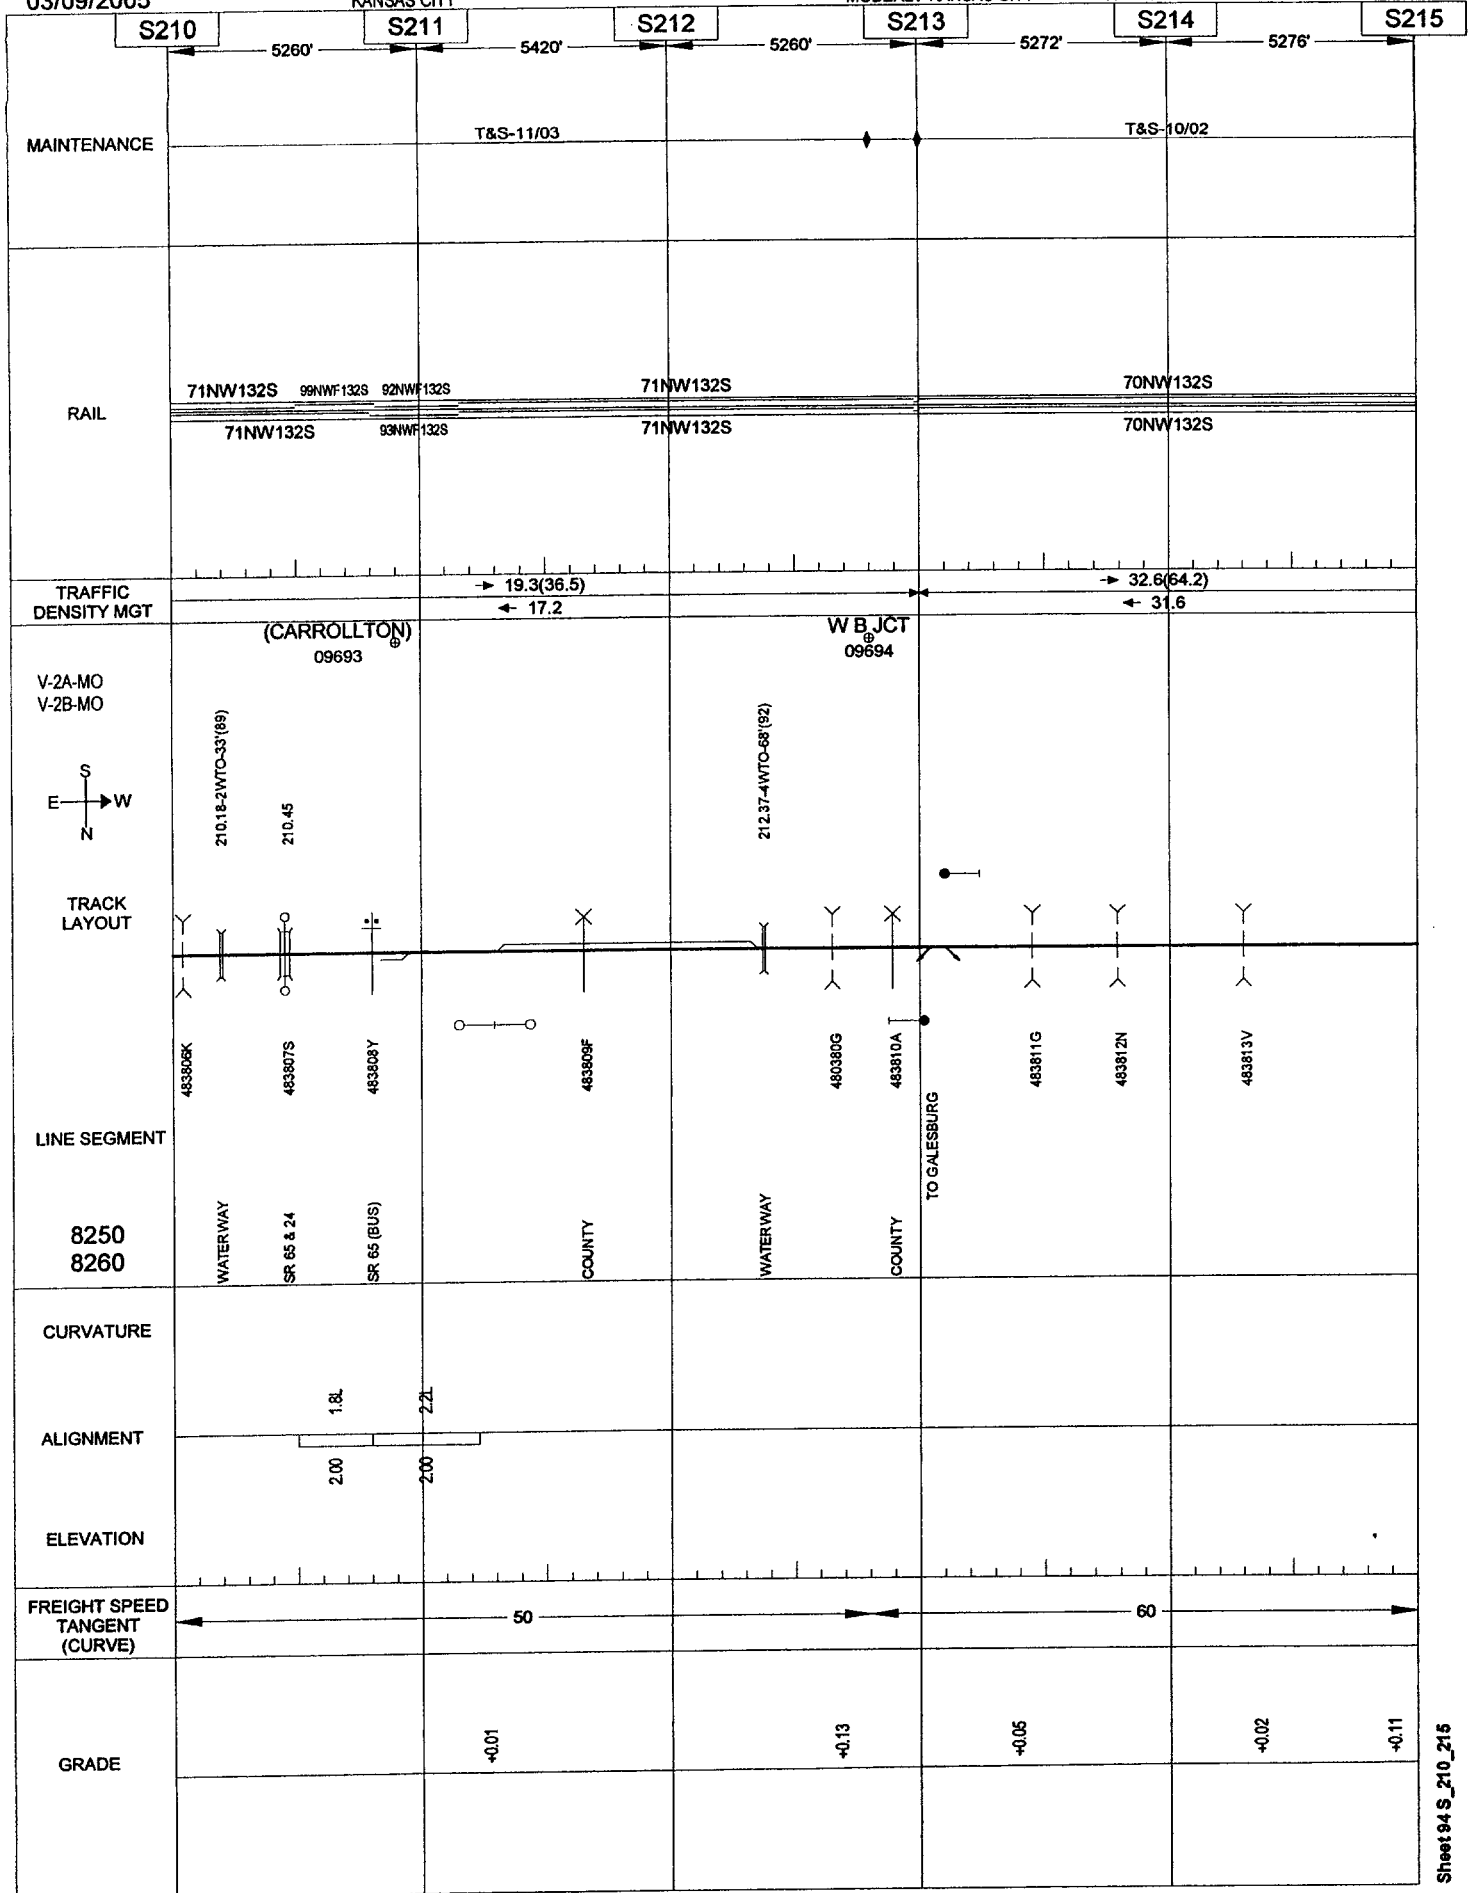 03/09/2005
KANSAS CITY
S210
S211
S212
S213
S214
S215
5260'
5420'
5260'
5272'
5276'
MAINTENANCE
T&S-11/03
T&S-10/02
RAIL
71NW132S
99NWF132S
92NWF132S
71NW132S
70NW132S
71NW132S
93NWF132S
71NW132S
70NW132S
TRAFFIC
DENSITY MGT
19.3(36.5)
32.6(64.2)
17.2
31.6
(CARROLLTON)
09693
W B JCT
09694
V-2A-MO
V-2B-MO
S
E
W
N
210.18-2WTO-33'(89)
210.45
212.37-4WTO-68'(92)
TRACK
LAYOUT
483806K
483807S
483808Y
483809F
480380G
483810A
483811G
483812N
483813V
TO GALESBURG
LINE SEGMENT
8250
8260
WATERWAY
SR 65 & 24
SR 65 (BUS)
COUNTY
WATERWAY
COUNTY
CURVATURE
1.8L
2.2L
ALIGNMENT
2.00
2.00
ELEVATION
FREIGHT SPEED
TANGENT
(CURVE)
50
60
GRADE
+0.01
+0.13
+0.05
+0.02
+0.11
Sheet 94 S_210_215